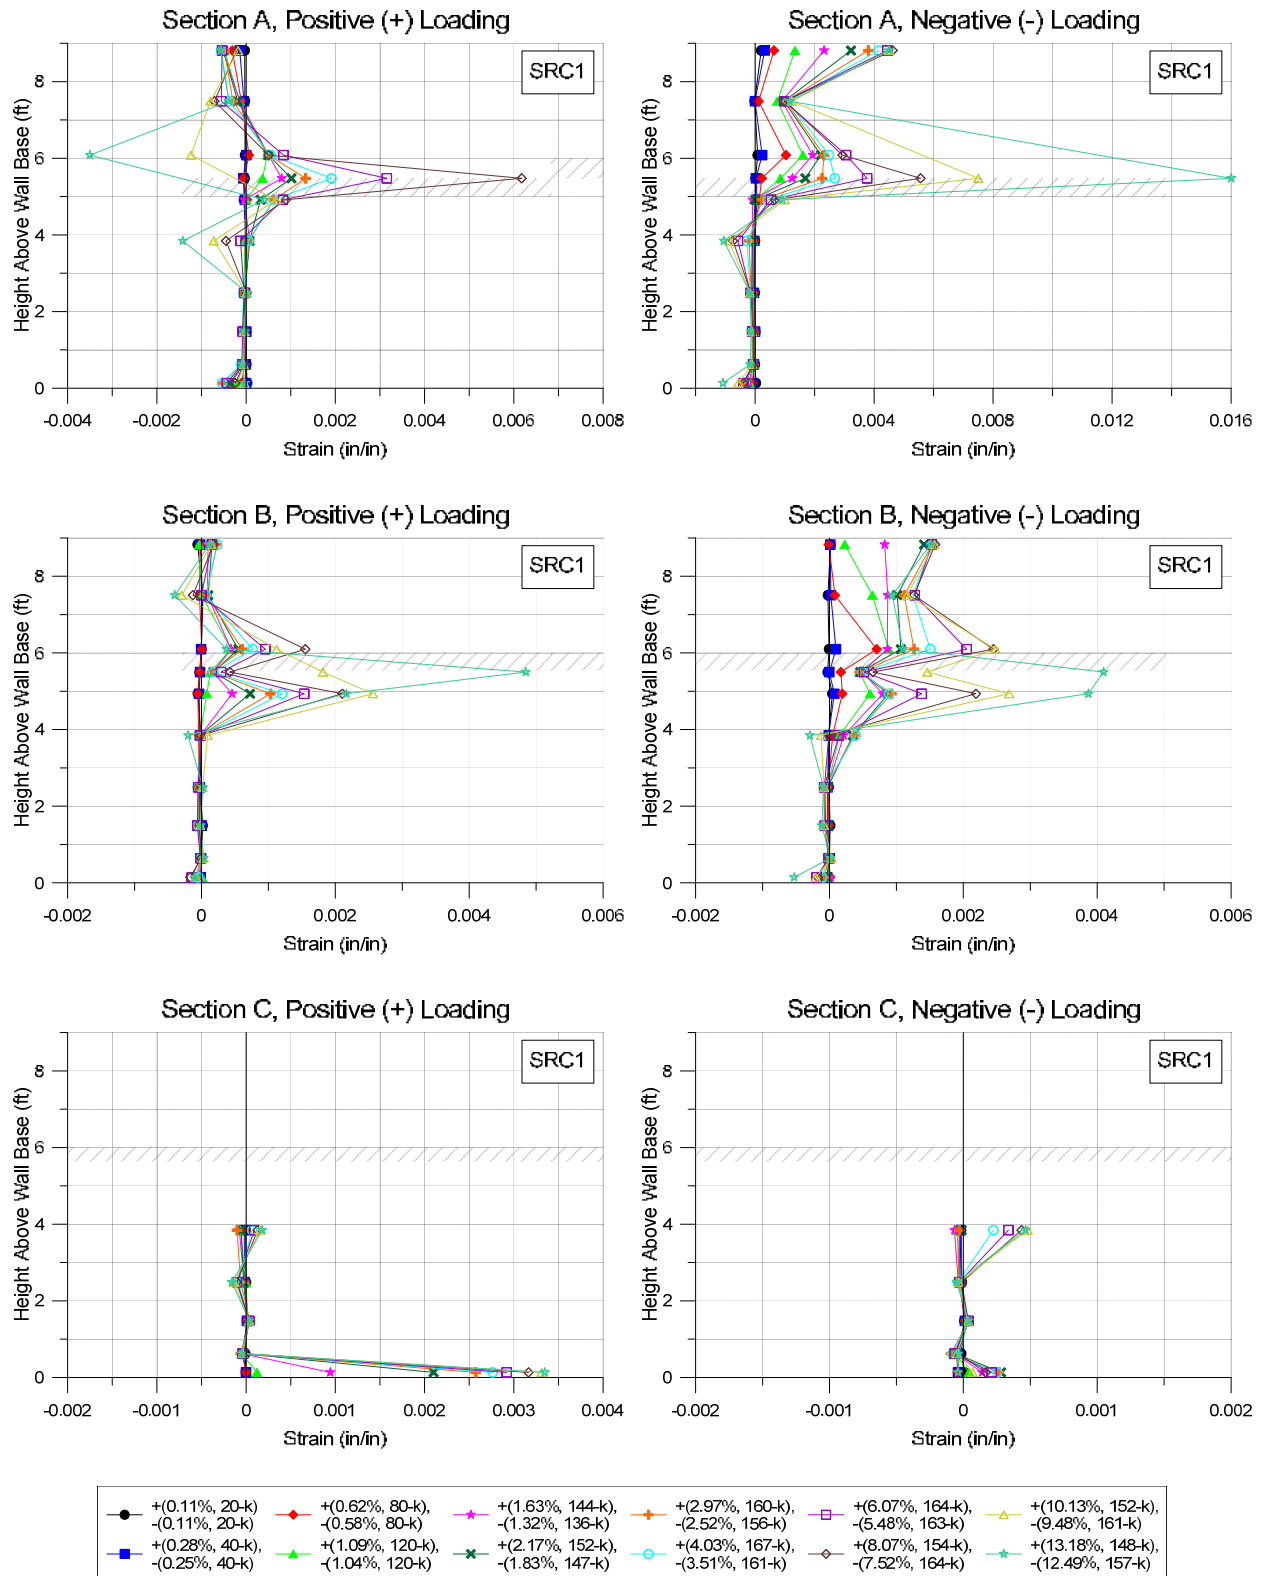 Section A, Positive (+) Loading
SRC1
Height Above Wall Base (ft)
8
6
4
2
0
-0.004 -0.002 0 0.002 0.004 0.006 0.008
Strain (in/in)
Section A, Negative (-) Loading
SRC1
Height Above Wall Base (ft)
8
6
4
2
0
0 0.004 0.008 0.012 0.016
Strain (in/in)
Section B, Positive (+) Loading
SRC1
Height Above Wall Base (ft)
8
6
4
2
0
-0.002 0 0.002 0.004 0.006
Strain (in/in)
Section B, Negative (-) Loading
SRC1
Height Above Wall Base (ft)
8
6
4
2
0
-0.002 0 0.002 0.004 0.006
Strain (in/in)
Section C, Positive (+) Loading
SRC1
Height Above Wall Base (ft)
8
6
4
2
0
-0.002 -0.001 0 0.001 0.002 0.003 0.004
Strain (in/in)
Section C, Negative (-) Loading
SRC1
Height Above Wall Base (ft)
8
6
4
2
0
-0.002 -0.001 0 0.001 0.002
Strain (in/in)
+(0.11%, 20-k)
-(0.11%, 20-k)
+(0.28%, 40-k),
-(0.25%, 40-k)
+(0.62%, 80-k),
-(0.58%, 80-k)
+(1.09%, 120-k),
-(1.04%, 120-k)
+(1.63%, 144-k),
-(1.32%, 136-k)
+(2.17%, 152-k),
-(1.83%, 147-k)
+(2.97%, 160-k),
-(2.52%, 156-k)
+(4.03%, 167-k),
-(3.51%, 161-k)
+(6.07%, 164-k),
-(5.48%, 163-k)
+(8.07%, 154-k),
-(7.52%, 164-k)
+(10.13%, 152-k),
-(9.48%, 161-k)
+(13.18%, 148-k),
-(12.49%, 157-k)